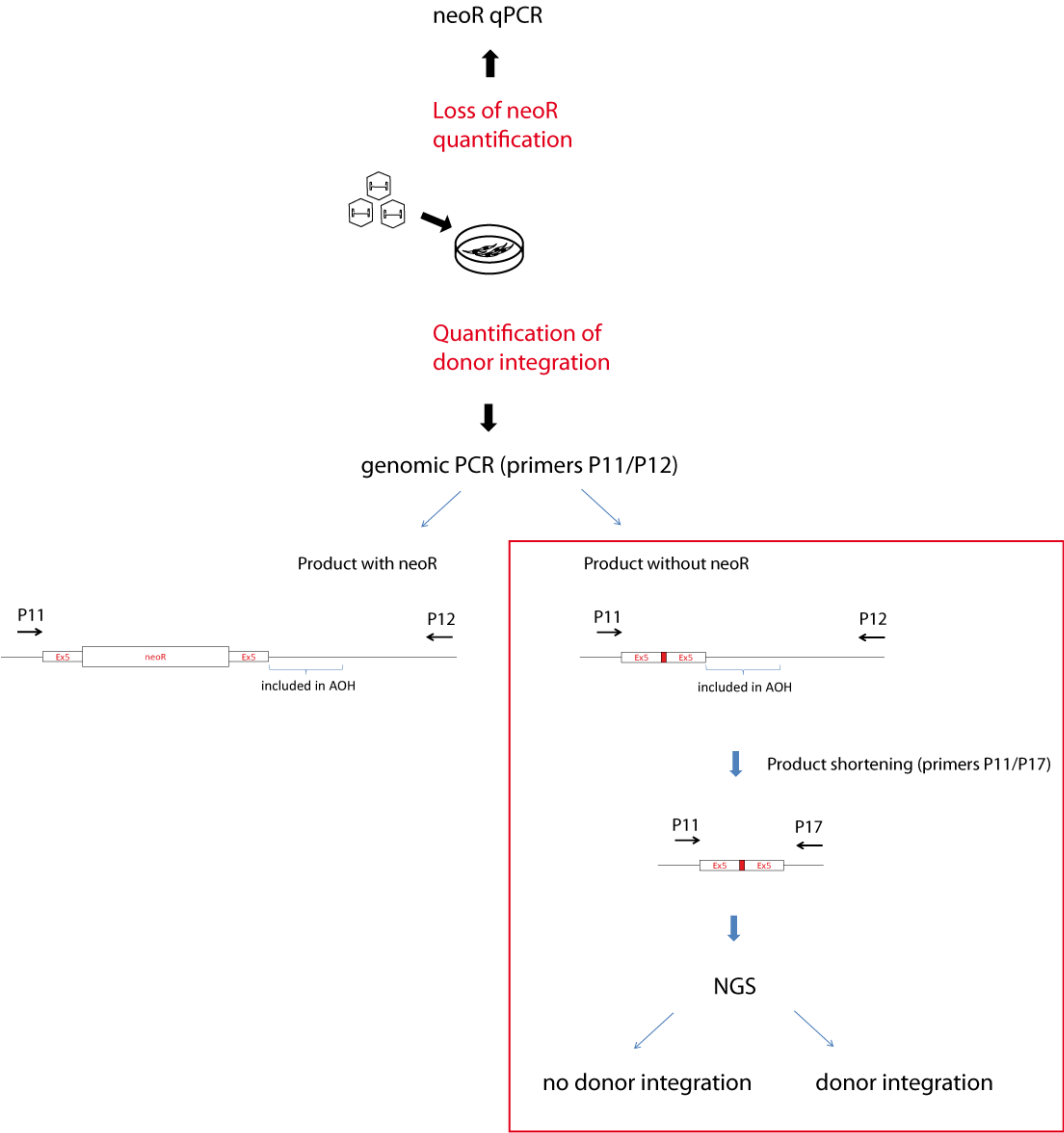 neoR qPCR
Loss of neoR
quantification
Quantification of
donor integration
genomic PCR (primers P11/P12)
Product with neoR
P11
P12
Ex5
neoR
Ex5
included in AOH
Product without neoR
P11
P12
Ex5
Ex5
included in AOH
Product shortening (primers P11/P17)
P11
P17
Ex5
Ex5
NGS
no donor integration
donor integration